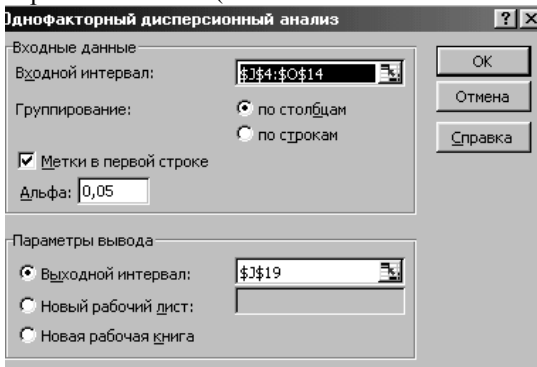 Однофакторный дисперсионный анализ
Входные данные
Входной интервал:
$J$4:$O$14
Группирование:
по столбцам
по строкам
Метки в первой строке
Альфа: 0,05
ОК
Отмена
Справка
Параметры вывода
Выходной интервал:
$J$19
Новый рабочий лист:
Новая рабочая книга